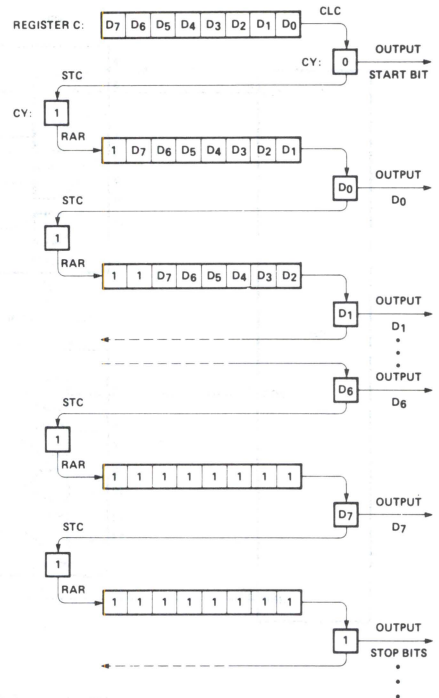 CLC
REGISTER C: D7 D6 D5 D4 D3 D2 D1 D0
OUTPUT
CY: 0
START BIT
STC
CY: 1
RAR
1 D7 D6 D5 D4 D3 D2 D1
OUTPUT
D0
D0
STC
1
RAR
1 1 D7 D6 D5 D4 D3 D2
OUTPUT
D1
D1
OUTPUT
D6
D6
STC
1
RAR
1 1 1 1 1 1 1 1
OUTPUT
D7
D7
STC
1
RAR
1 1 1 1 1 1 1 1
OUTPUT
1
STOP BITS